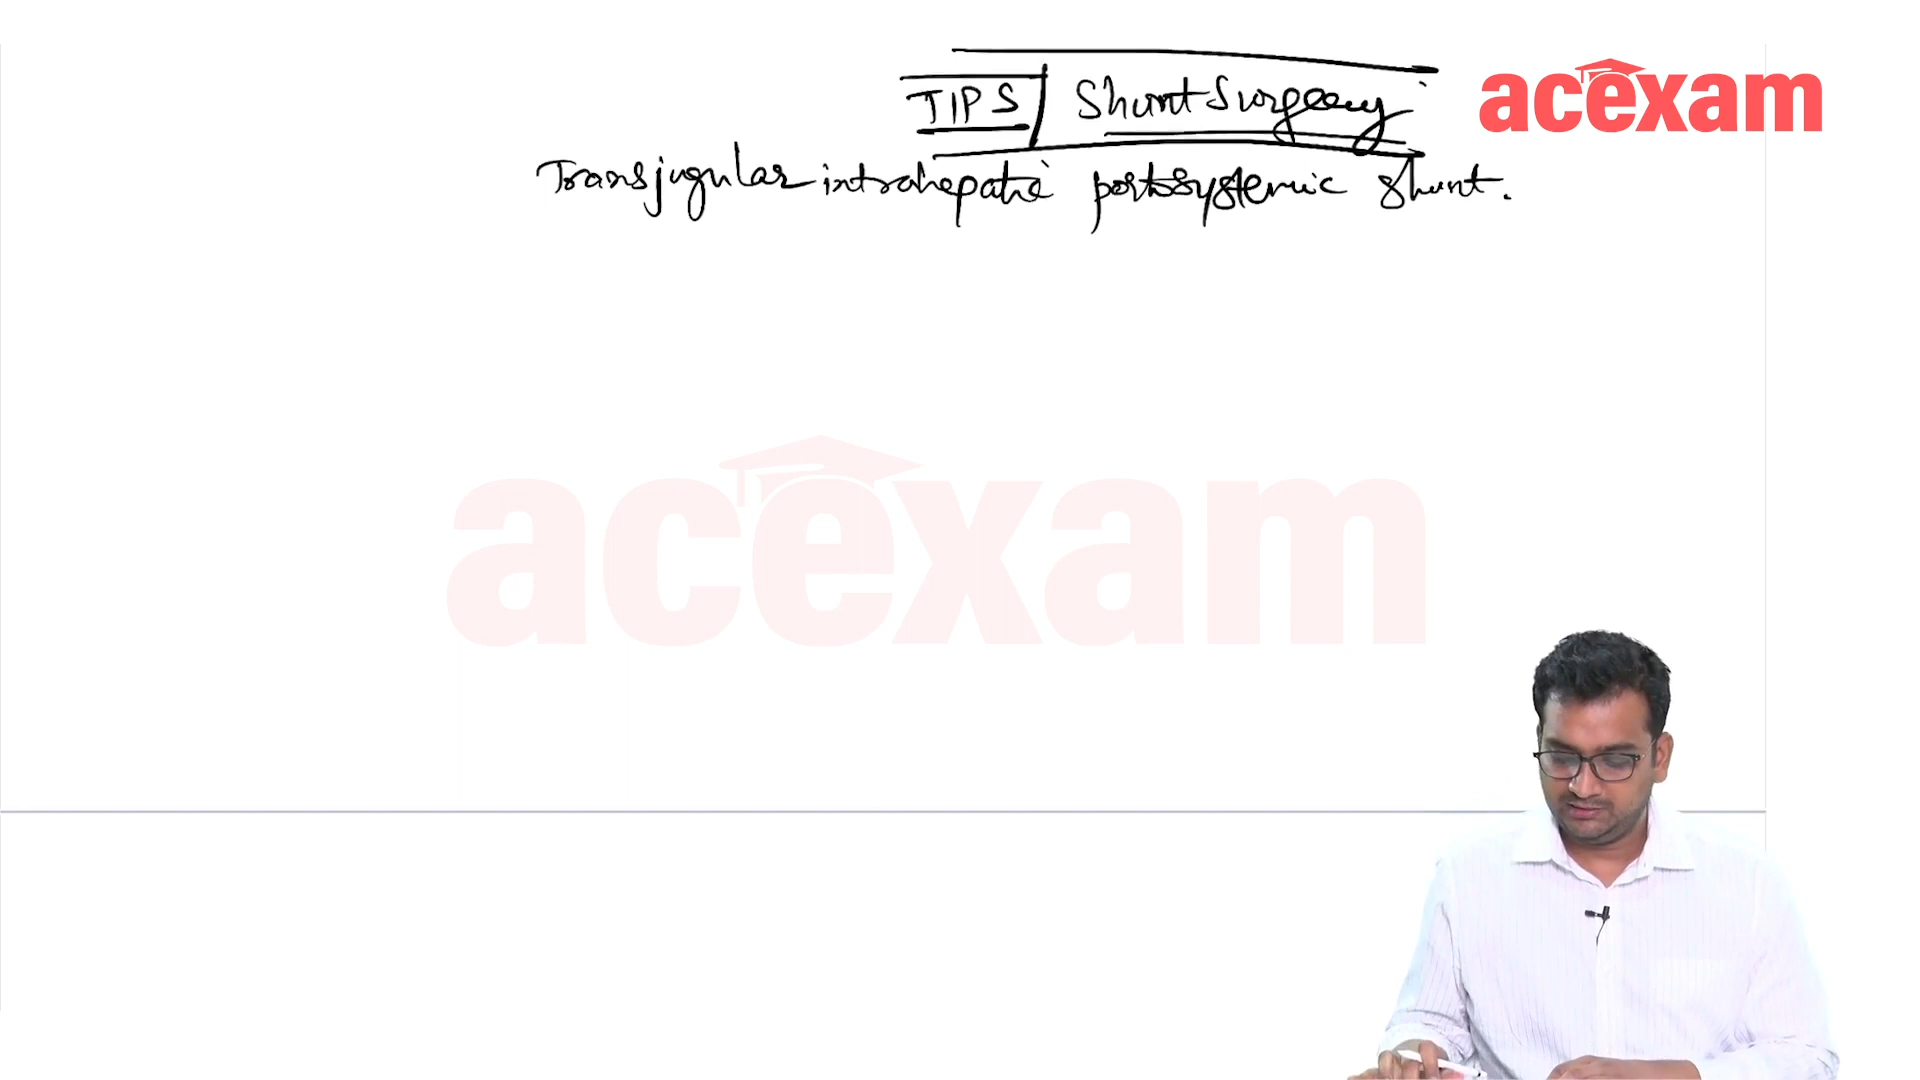 TIPS | Shunt Surgery
acexam
Transjugular intrahepatic portosystemic shunt.
acexam